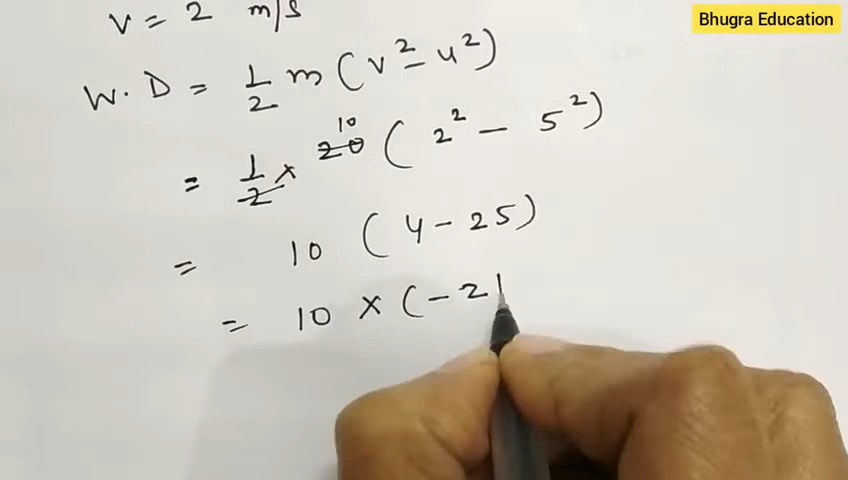 Bhugra Education
V = 2 m/s
W.D = 1/2 m (v² - u²)
= 1/2 × 20 10 (2² - 5²)
= 10 (4 - 25)
= 10 × (-21